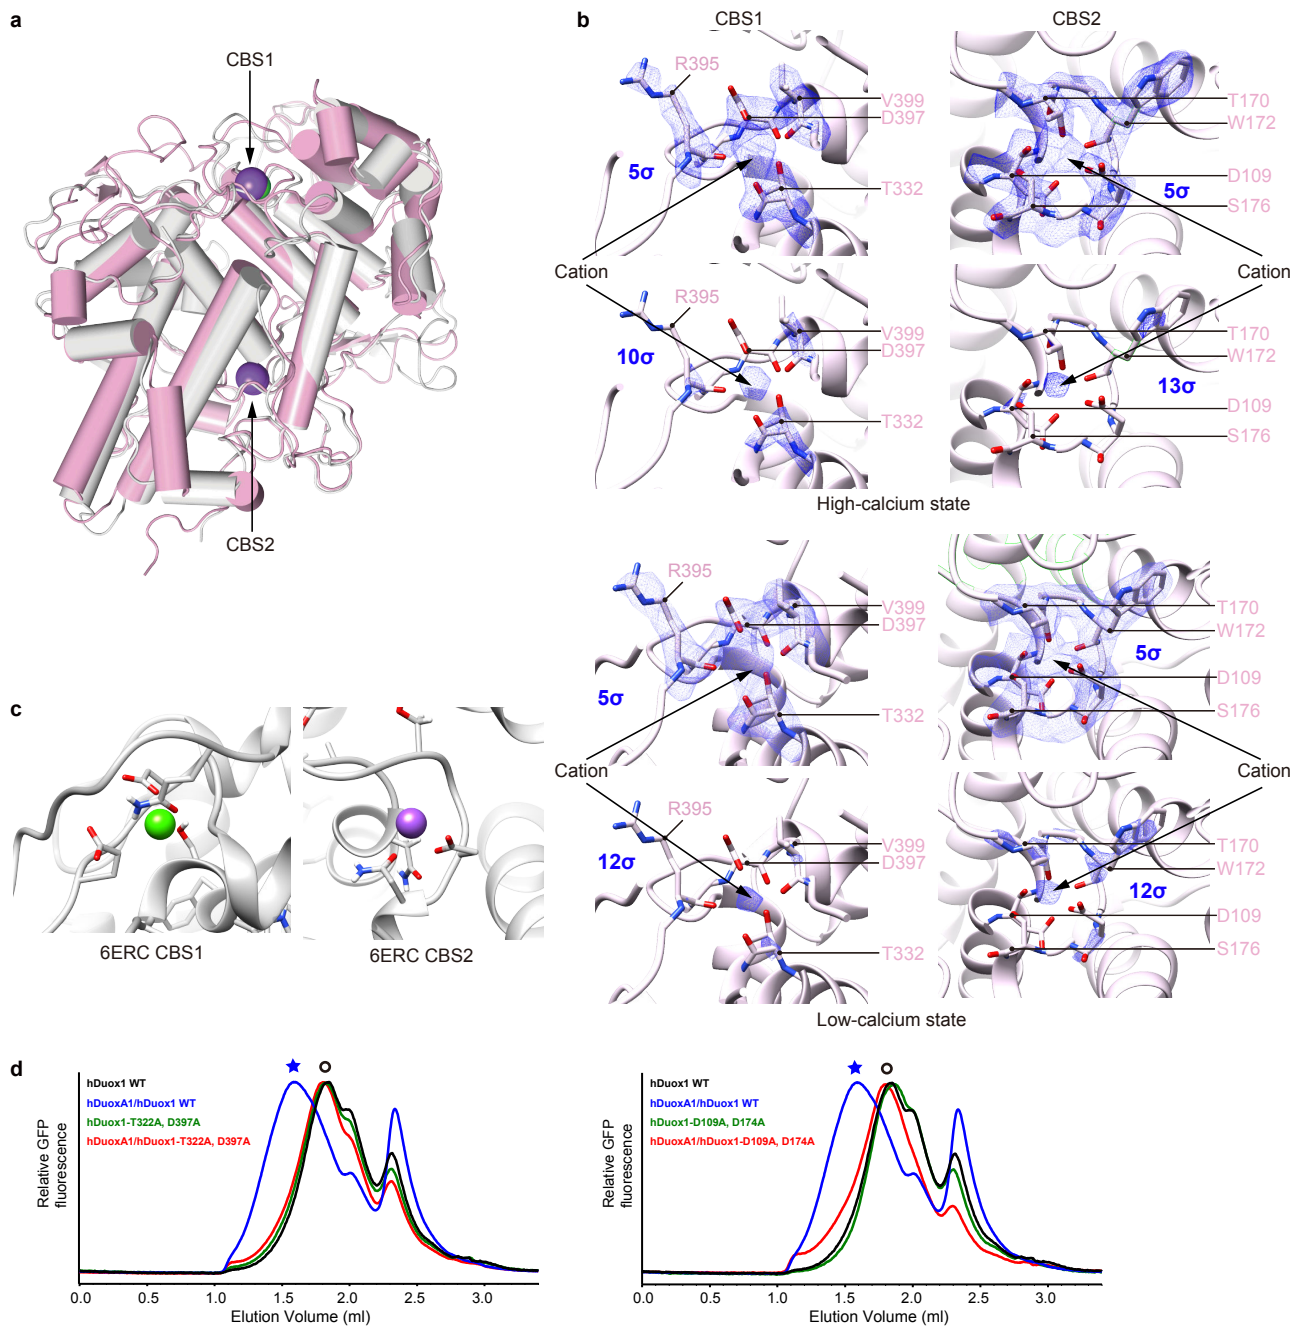 a
CBS1
CBS2
b
CBS1
CBS2
R395
V399
D397
5σ
T332
T170
W172
D109
5σ
S176
Cation
Cation
R395
V399
10σ
D397
T332
T170
W172
13σ
D109
S176
High-calcium state
R395
V399
D397
5σ
T332
T170
W172
5σ
D109
S176
Cation
Cation
R395
V399
12σ
D397
T332
T170
W172
12σ
D109
S176
Low-calcium state
c
6ERC CBS1
6ERC CBS2
d
hDuox1 WT
hDuoxA1/hDuox1 WT
hDuox1-T322A, D397A
hDuoxA1/hDuox1-T322A, D397A
Relative GFP
fluorescence
0.0 0.5 1.0 1.5 2.0 2.5 3.0
Elution Volume (ml)
hDuox1 WT
hDuoxA1/hDuox1 WT
hDuox1-D109A, D174A
hDuoxA1/hDuox1-D109A, D174A
Relative GFP
fluorescence
0.0 0.5 1.0 1.5 2.0 2.5 3.0
Elution Volume (ml)